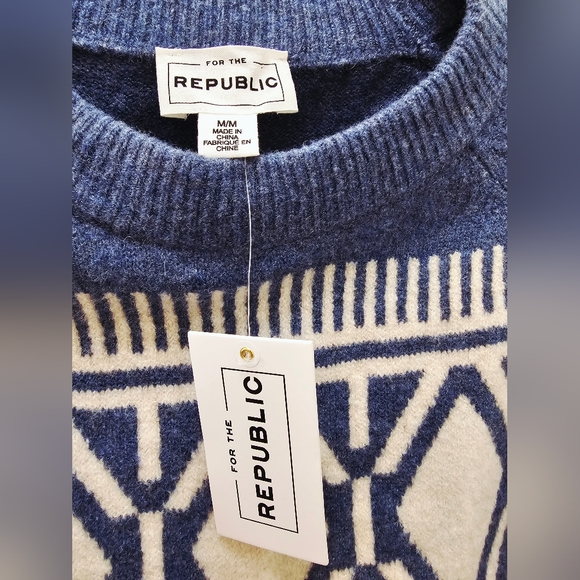 FOR THE
REPUBLIC
M/M
MADE IN
CHINA
FABRIQUÉ EN
CHINE
FOR THE
REPUBLIC